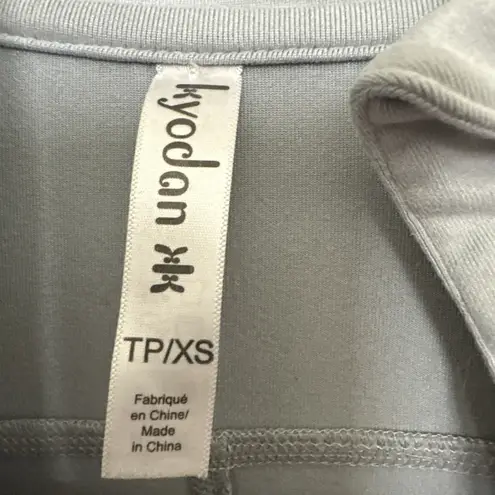 kyodan
TP/XS
Fabriqué
en Chine/
Made
in China